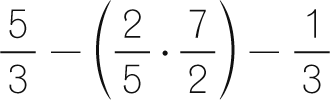 5/3 − (2/5 · 7/2) − 1/3